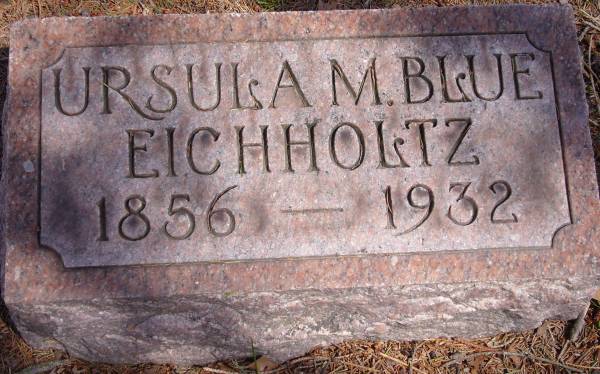 URSULA M. BLUE
EICHHOLTZ
1856 — 1932